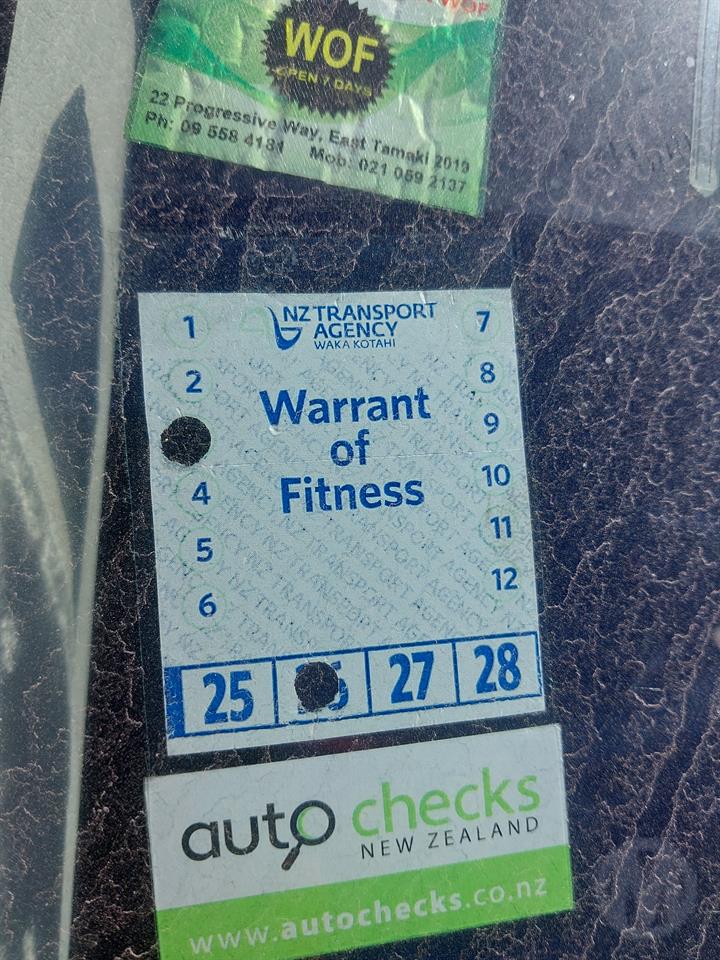 WOF
WOF
OPEN 7 DAYS
22 Progressive Way, East Tamaki 2013
Ph: 09 558 4181 Mob: 021 059 2137
NZ TRANSPORT
AGENCY
WAKA KOTAHI
1 7
2 8
Warrant
of
Fitness
9
4 10
5 11
6 12
25 27 28
auto checks
NEW ZEALAND
www.autochecks.co.nz